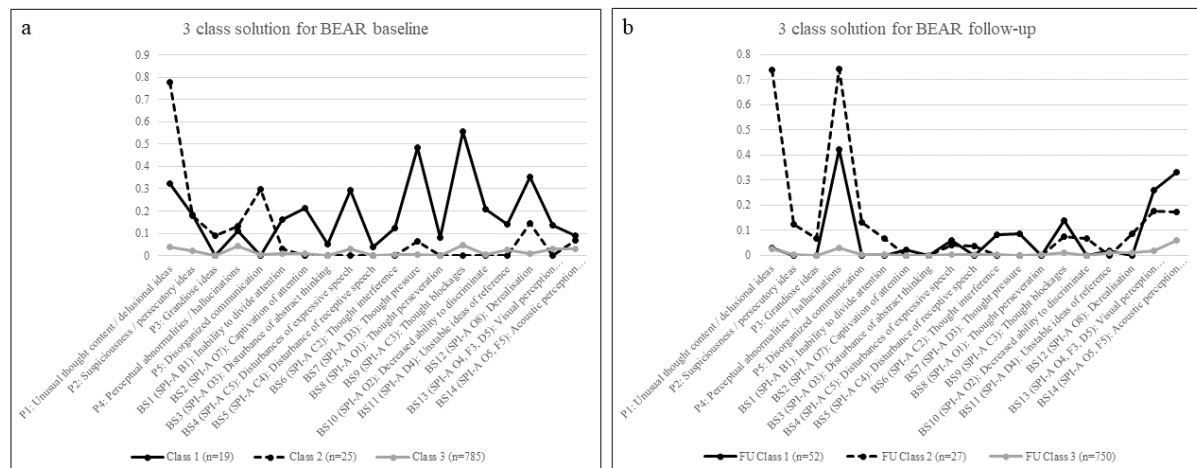 a
3 class solution for BEAR baseline
0.9
0.8
0.7
0.6
0.5
0.4
0.3
0.2
0.1
0
P1: Unusual thought content / delusional ideas
P2: Suspiciousness / persecutory ideas
P3: Grandiose ideas
P4: Perceptual abnormalities / hallucinations
P5: Disorganized communication
BS1 (SPI-A B1): Inability to divide attention
BS2 (SPI-A O7): Captivation of attention
BS3 (SPI-A O3): Disturbance of abstract thinking
BS4 (SPI-A C5): Disturbances of expressive speech
BS5 (SPI-A C4): Disturbance of receptive speech
BS6 (SPI-A C2): Thought interference
BS7 (SPI-A D3): Thought pressure
BS8 (SPI-A O1): Thought perseveration
BS9 (SPI-A C3): Thought blockages
BS10 (SPI-A O2): Decreased ability to discriminate
BS11 (SPI-A D4): Unstable ideas of reference
BS12 (SPI-A O8): Derealisation
BS13 (SPI-A O4, F3, D5): Visual perception…
BS14 (SPI-A O5, F5): Acoustic perception…
Class 1 (n=19) Class 2 (n=25) Class 3 (n=785)
b
3 class solution for BEAR follow-up
0.8
0.7
0.6
0.5
0.4
0.3
0.2
0.1
0
P1: Unusual thought content / delusional ideas
P2: Suspiciousness / persecutory ideas
P3: Grandiose ideas
P4: Perceptual abnormalities / hallucinations
P5: Disorganized communication
BS1 (SPI-A B1): Inability to divide attention
BS2 (SPI-A O7): Captivation of attention
BS3 (SPI-A O3): Disturbance of abstract thinking
BS4 (SPI-A C5): Disturbances of expressive speech
BS5 (SPI-A C4): Disturbance of receptive speech
BS6 (SPI-A C2): Thought interference
BS7 (SPI-A D3): Thought pressure
BS8 (SPI-A O1): Thought perseveration
BS9 (SPI-A C3): Thought blockages
BS10 (SPI-A O2): Decreased ability to discriminate
BS11 (SPI-A D4): Unstable ideas of reference
BS12 (SPI-A O8): Derealisation
BS13 (SPI-A O4, F3, D5): Visual perception…
BS14 (SPI-A O5, F5): Acoustic perception…
FU Class 1 (n=52) FU Class 2 (n=27) FU Class 3 (n=750)